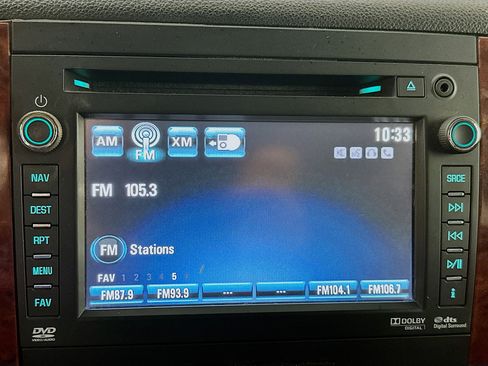 AM FM XM 10:33
NAV
DEST
RPT
MENU
FAV
SRCE
i
FM 105.3
FM Stations
FAV 1 2 3 4 5
FM87.9 FM93.9 --- --- FM104.1 FM106.7
DVD
VIDEO/AUDIO
DOLBY
DIGITAL
dts
Digital Surround